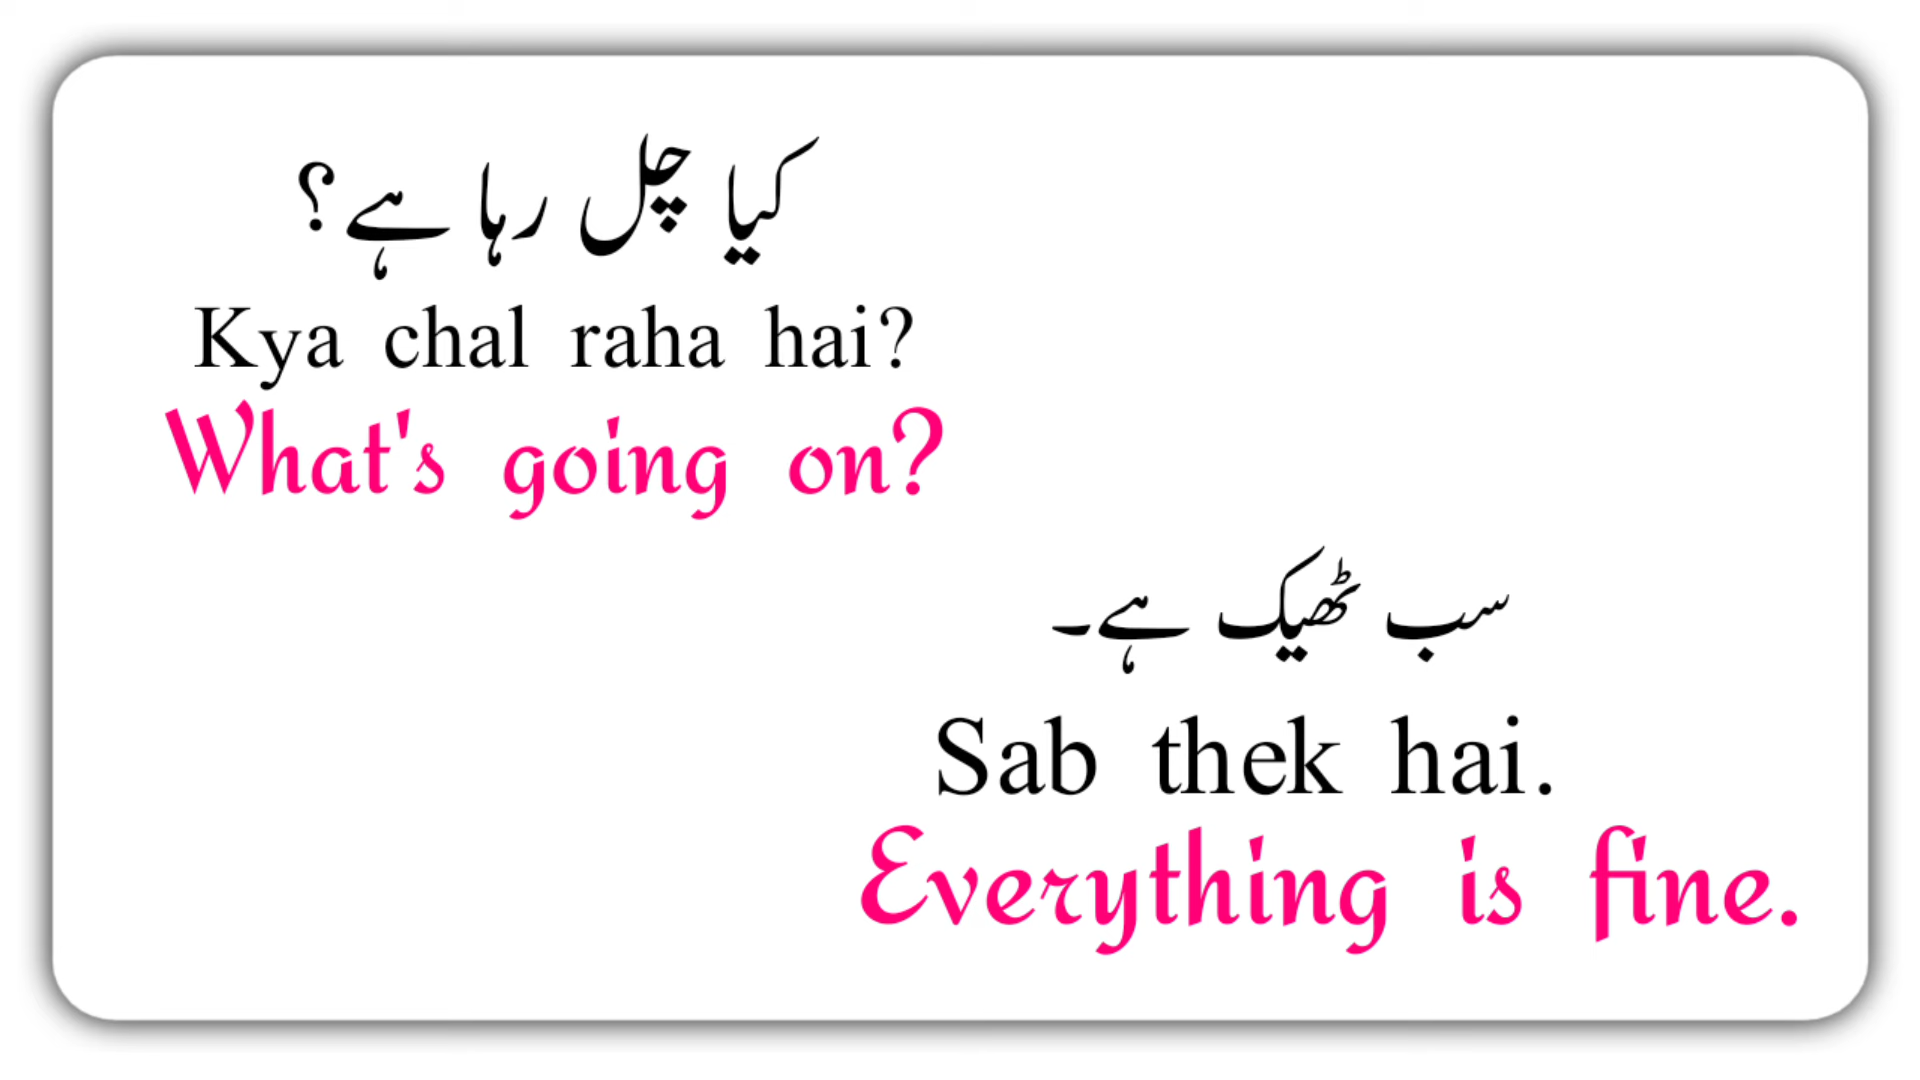 کیا چل رہا ہے؟
Kya chal raha hai?
What's going on?
سب ٹھیک ہے۔
Sab thek hai.
Everything is fine.